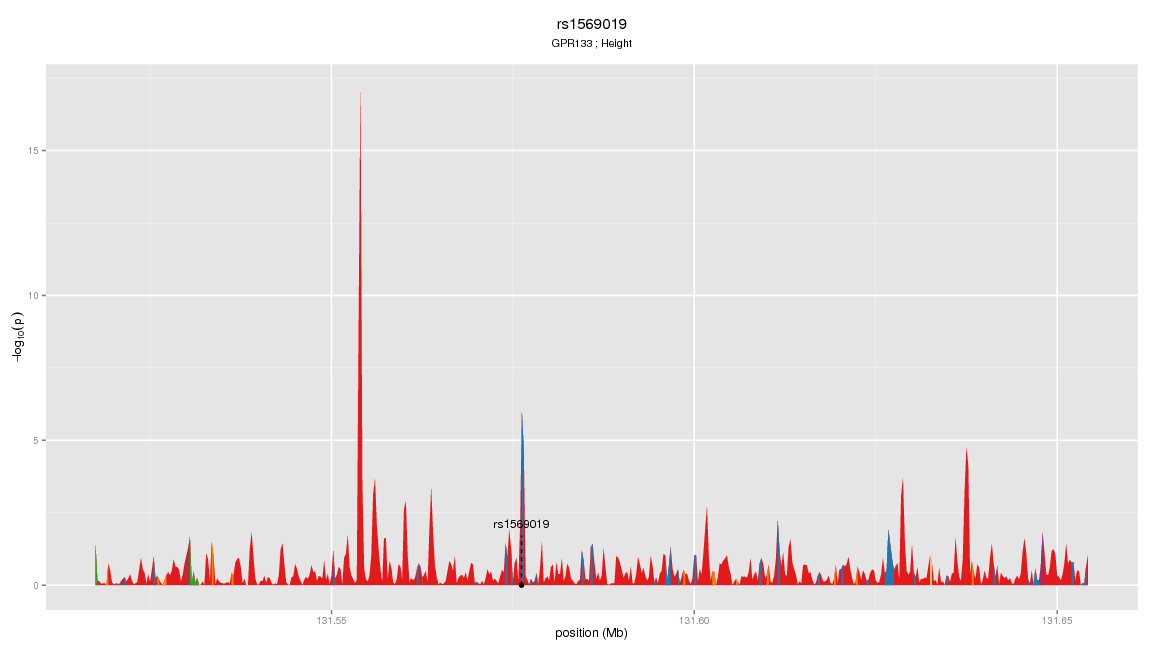 rs1569019
GPR133 ; Height
15
10
5
0
−log10(p)
rs1569019
131.55
131.60
131.65
position (Mb)